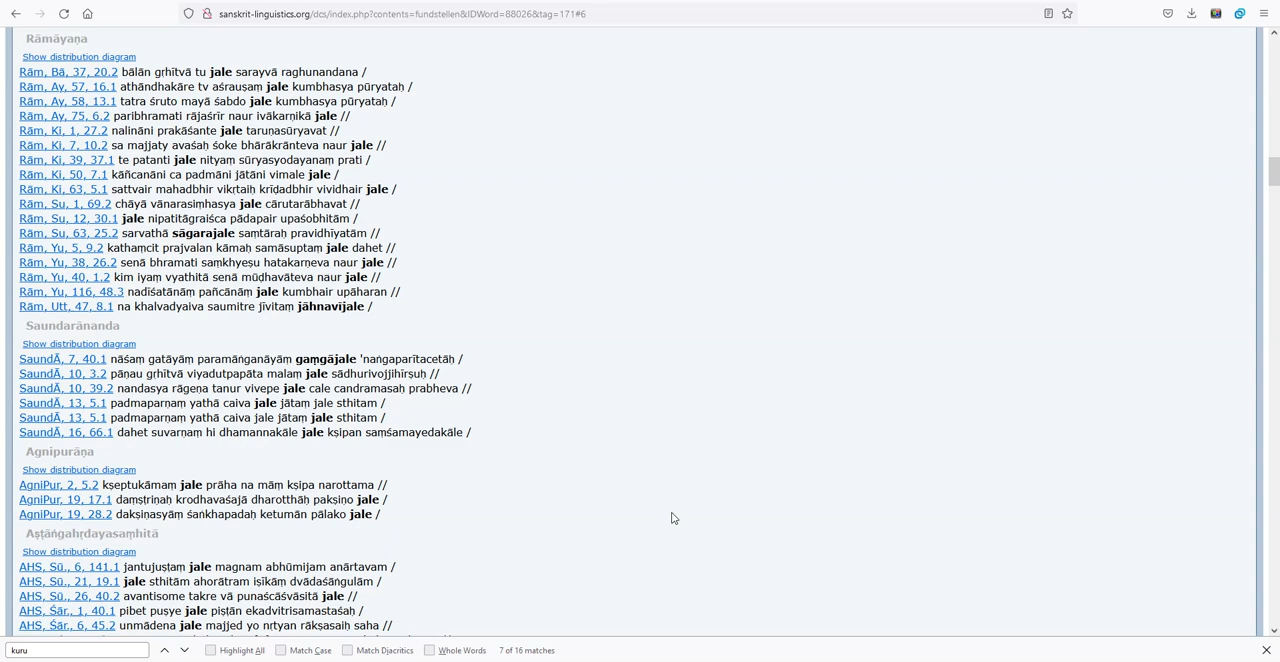 sanskrit-linguistics.org/dcs/index.php?contents=fundstellen&IDWord=88026&tag=171#6
Rāmāyaṇa
Show distribution diagram
Rām, Bā, 37, 20.2 bālān gṛhītvā tu jale sarayvā raghunandana /
Rām, Ay, 57, 16.1 athāndhakāre tv aśrauṣaṃ jale kumbhasya pūryataḥ /
Rām, Ay, 58, 13.1 tatra śruto mayā śabdo jale kumbhasya pūryataḥ /
Rām, Ay, 75, 6.2 paribhramati rājaśrīr naur ivākarṇikā jale //
Rām, Ki, 1, 27.2 nalināni prakāśante jale taruṇasūryavat //
Rām, Ki, 7, 10.2 sa majjaty avaśaḥ śoke bhārākrānteva naur jale //
Rām, Ki, 39, 37.1 te patanti jale nityaṃ sūryasyodayanaṃ prati /
Rām, Ki, 50, 7.1 kāñcanāni ca padmāni jātāni vimale jale /
Rām, Ki, 63, 5.1 sattvair mahadbhir vikṛtaiḥ krīḍadbhir vividhair jale /
Rām, Su, 1, 69.2 chāyā vānarasiṃhasya jale cārutarābhavat //
Rām, Su, 12, 30.1 jale nipatitāgraiśca pādapair upaśobhitām /
Rām, Su, 63, 25.2 sarvathā sāgarajale saṃtāraḥ pravidhīyatām //
Rām, Yu, 5, 9.2 kathaṃcit prajvalan kāmaḥ samāsuptaṃ jale dahet //
Rām, Yu, 38, 26.2 senā bhramati saṃkhyeṣu hatakarṇeva naur jale //
Rām, Yu, 40, 1.2 kim iyaṃ vyathitā senā mūḍhavāteva naur jale //
Rām, Yu, 116, 48.3 nadīśatānāṃ pañcānāṃ jale kumbhair upāharan //
Rām, Utt, 47, 8.1 na khalvadyaiva saumitre jīvitaṃ jāhnavījale /
Saundarānanda
Show distribution diagram
SaundĀ, 7, 40.1 nāśaṃ gatāyāṃ paramāṅganāyāṃ gaṃgājale 'naṅgaparītacetāḥ /
SaundĀ, 10, 3.2 pāṇau gṛhītvā viyadutpapāta malaṃ jale sādhurivojjihīrṣuḥ //
SaundĀ, 10, 39.2 nandasya rāgeṇa tanur vivepe jale cale candramasaḥ prabheva //
SaundĀ, 13, 5.1 padmaparṇaṃ yathā caiva jale jātaṃ jale sthitam /
SaundĀ, 13, 5.1 padmaparṇaṃ yathā caiva jale jātaṃ jale sthitam /
SaundĀ, 16, 66.1 dahet suvarṇaṃ hi dhamannakāle jale kṣipan saṃśamayedakāle /
Agnipurāṇa
Show distribution diagram
AgniPur, 2, 5.2 kṣeptukāmaṃ jale prāha na māṃ kṣipa narottama //
AgniPur, 19, 17.1 daṃṣṭriṇaḥ krodhavaśajā dharotthāḥ pakṣiṇo jale /
AgniPur, 19, 28.2 dakṣiṇasyāṃ śaṅkhapadaḥ ketumān pālako jale /
Aṣṭāṅgahṛdayasaṃhitā
Show distribution diagram
AHS, Sū., 6, 141.1 jantujuṣṭaṃ jale magnam abhūmijam anārtavam /
AHS, Sū., 21, 19.1 jale sthitām ahorātram iṣīkāṃ dvādaśāṅgulām /
AHS, Sū., 26, 40.2 avantisome takre vā punaścāśvāsitā jale //
AHS, Śār., 1, 40.1 pibet puṣye jale piṣṭān ekadvitrisamastaśaḥ /
AHS, Śār., 6, 45.2 unmādena jale majjed yo nṛtyan rākṣasaiḥ saha //
kuru Highlight All Match Case Match Diacritics Whole Words 7 of 16 matches